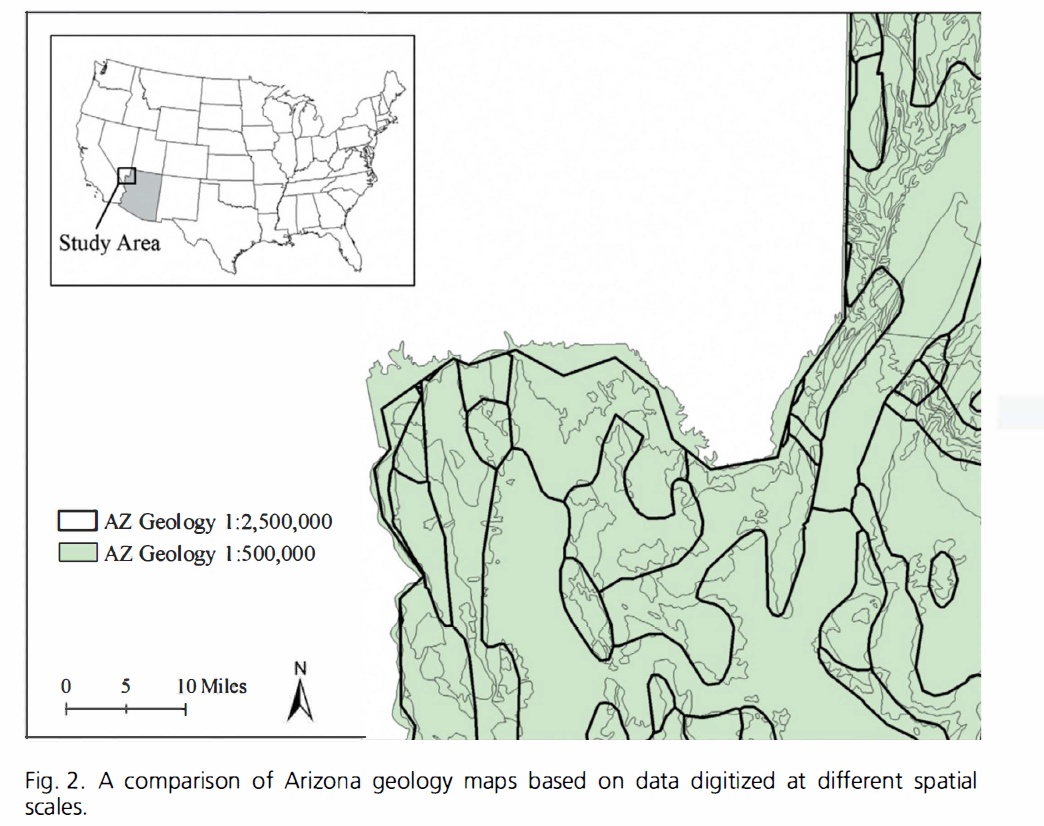 Study Area
AZ Geology 1:2,500,000
AZ Geology 1:500,000
0 5 10 Miles
N
Fig. 2. A comparison of Arizona geology maps based on data digitized at different spatial
scales.